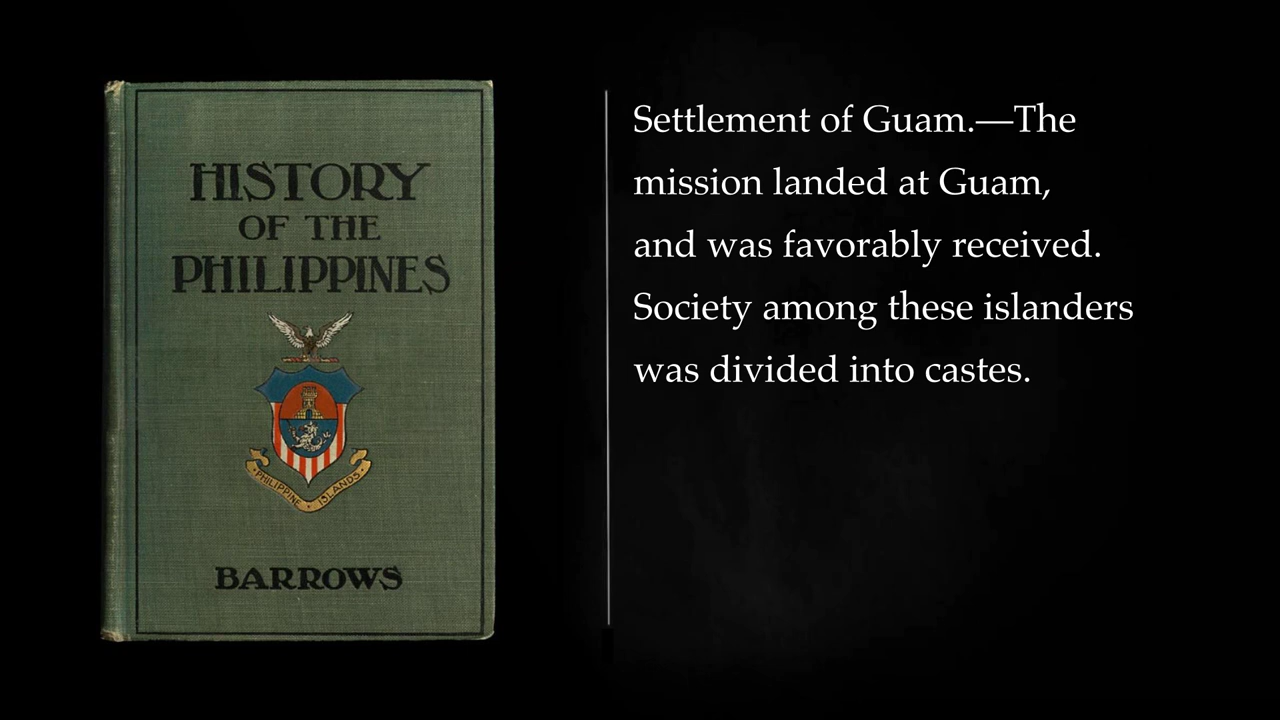 HISTORY
OF THE
PHILIPPINES
PHILIPPINE ISLANDS
BARROWS
Settlement of Guam.—The
mission landed at Guam,
and was favorably received.
Society among these islanders
was divided into castes.